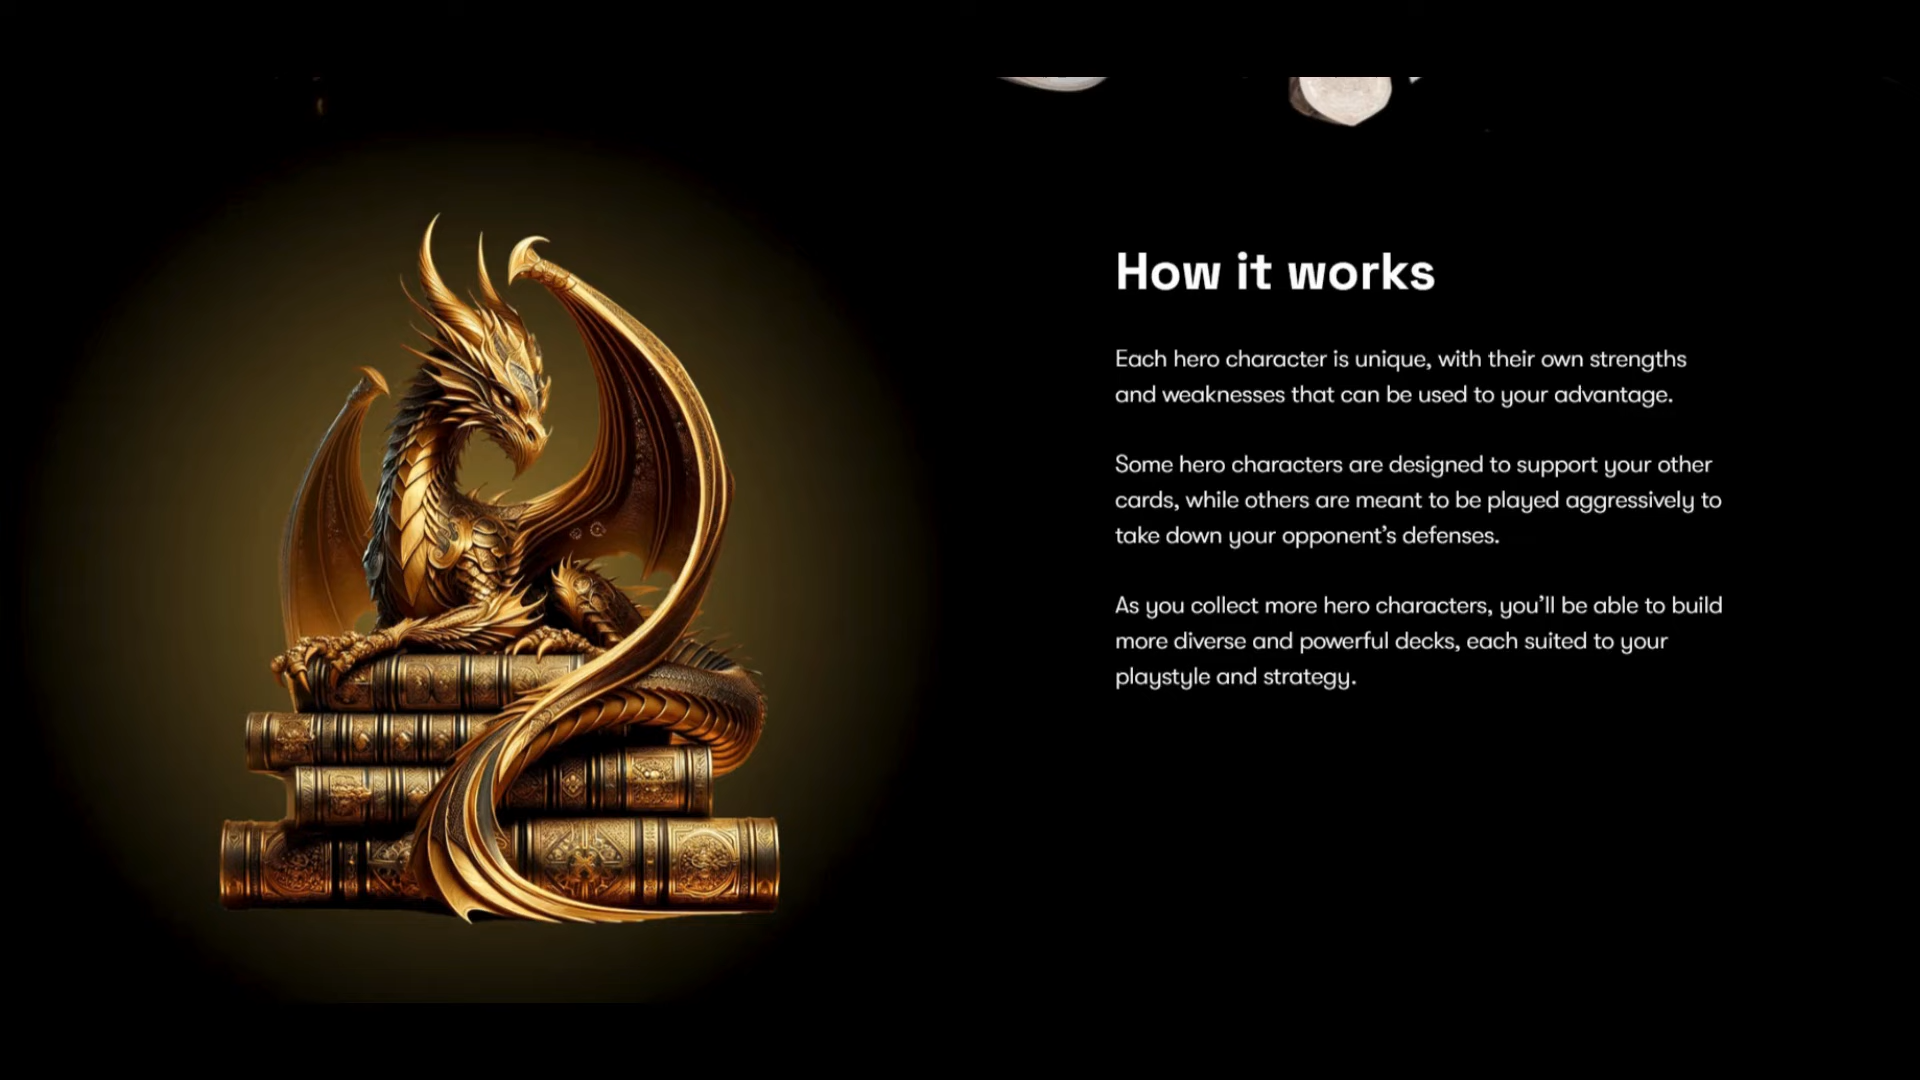 How it works
Each hero character is unique, with their own strengths
and weaknesses that can be used to your advantage.
Some hero characters are designed to support your other
cards, while others are meant to be played aggressively to
take down your opponent’s defenses.
As you collect more hero characters, you’ll be able to build
more diverse and powerful decks, each suited to your
playstyle and strategy.